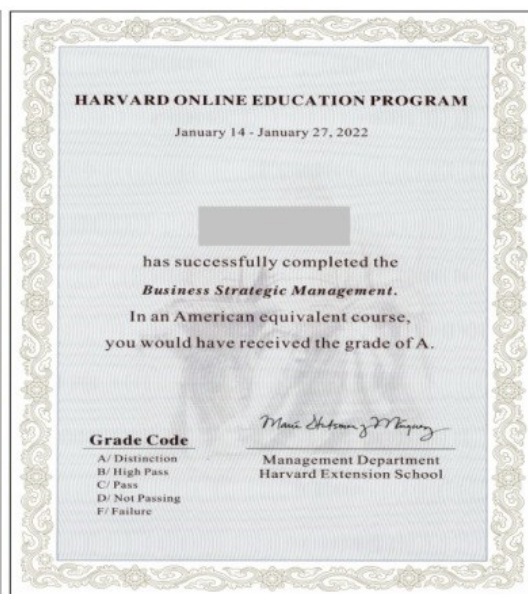 HARVARD ONLINE EDUCATION PROGRAM
January 14 - January 27, 2022
has successfully completed the
Business Strategic Management.
In an American equivalent course,
you would have received the grade of A.
Grade Code
A/ Distinction
B/ High Pass
C/ Pass
D/ Not Passing
F/ Failure
Management Department
Harvard Extension School